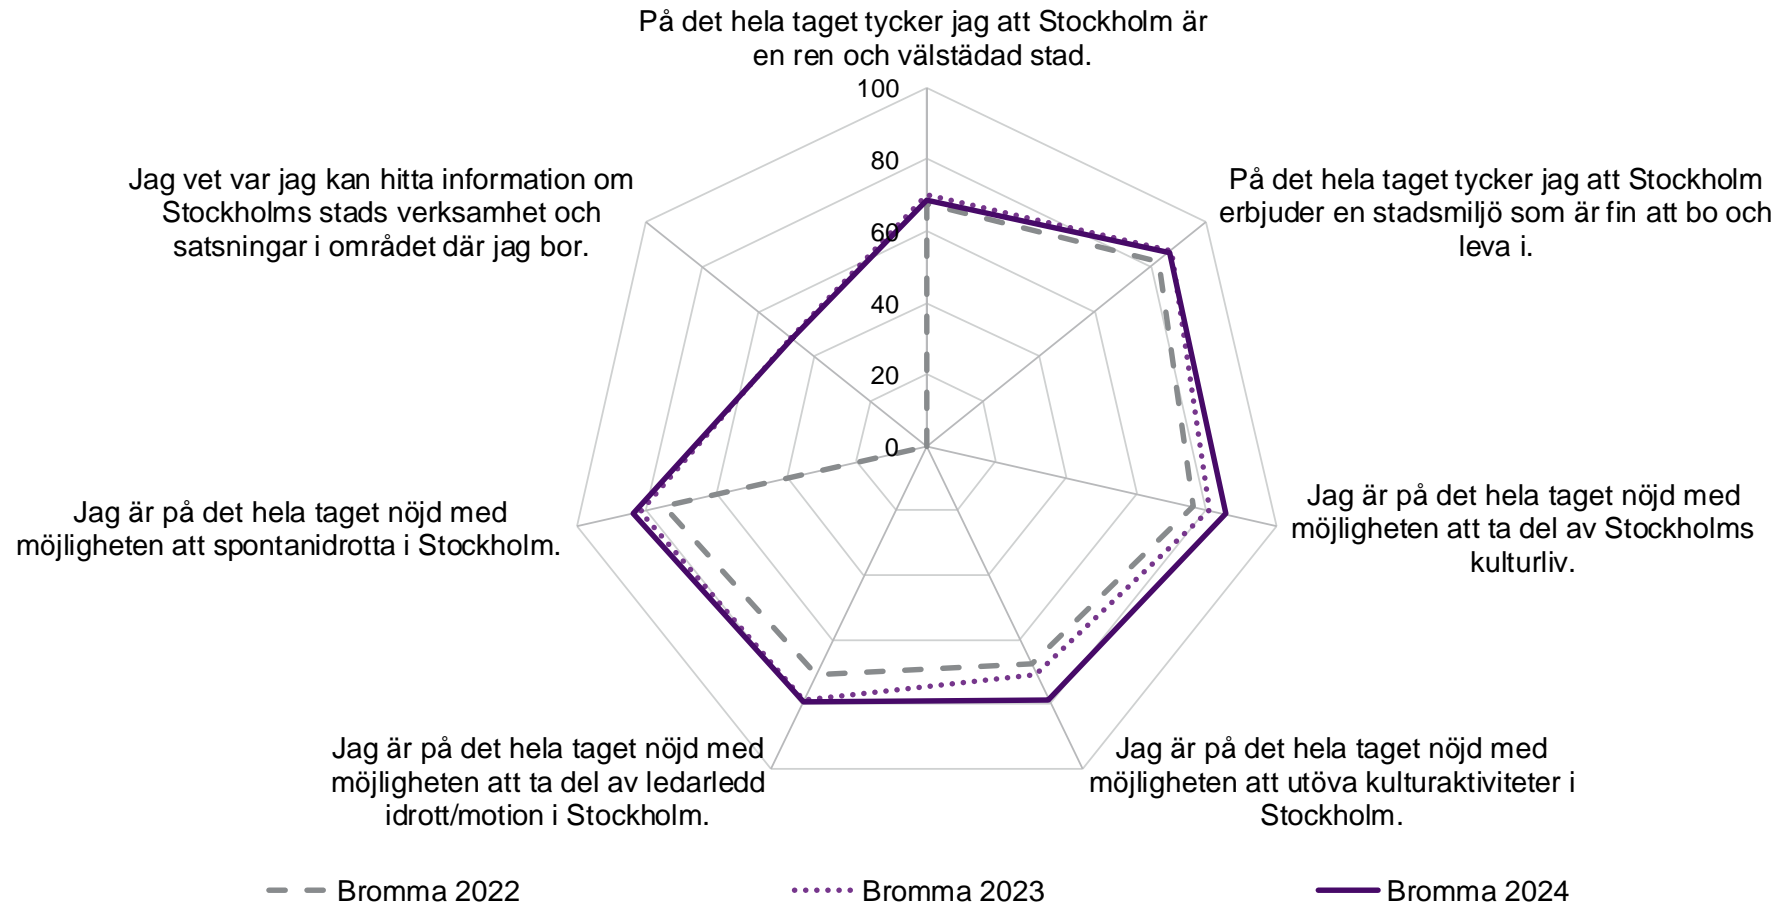 På det hela taget tycker jag att Stockholm är
en ren och välstädad stad.
100
80
60
40
20
0
På det hela taget tycker jag att Stockholm
erbjuder en stadsmiljö som är fin att bo och
leva i.
Jag är på det hela taget nöjd med
möjligheten att ta del av Stockholms
kulturliv.
Jag är på det hela taget nöjd med
möjligheten att utöva kulturaktiviteter i
Stockholm.
Jag är på det hela taget nöjd med
möjligheten att ta del av ledarledd
idrott/motion i Stockholm.
Jag är på det hela taget nöjd med
möjligheten att spontanidrotta i Stockholm.
Jag vet var jag kan hitta information om
Stockholms stads verksamhet och
satsningar i området där jag bor.
Bromma 2022
Bromma 2023
Bromma 2024